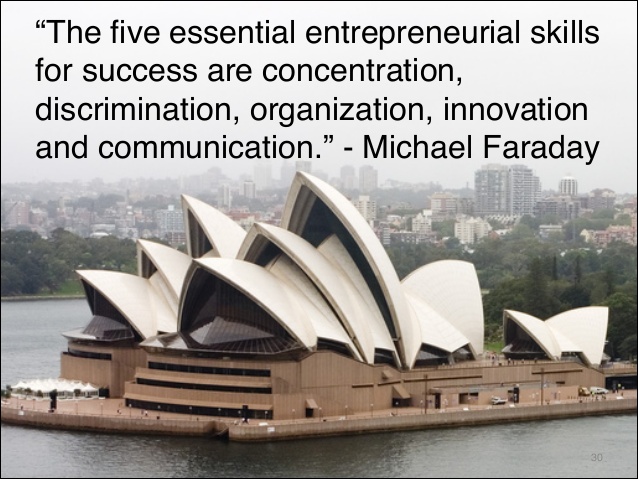 “The five essential entrepreneurial skills
for success are concentration,
discrimination, organization, innovation
and communication.” - Michael Faraday
30